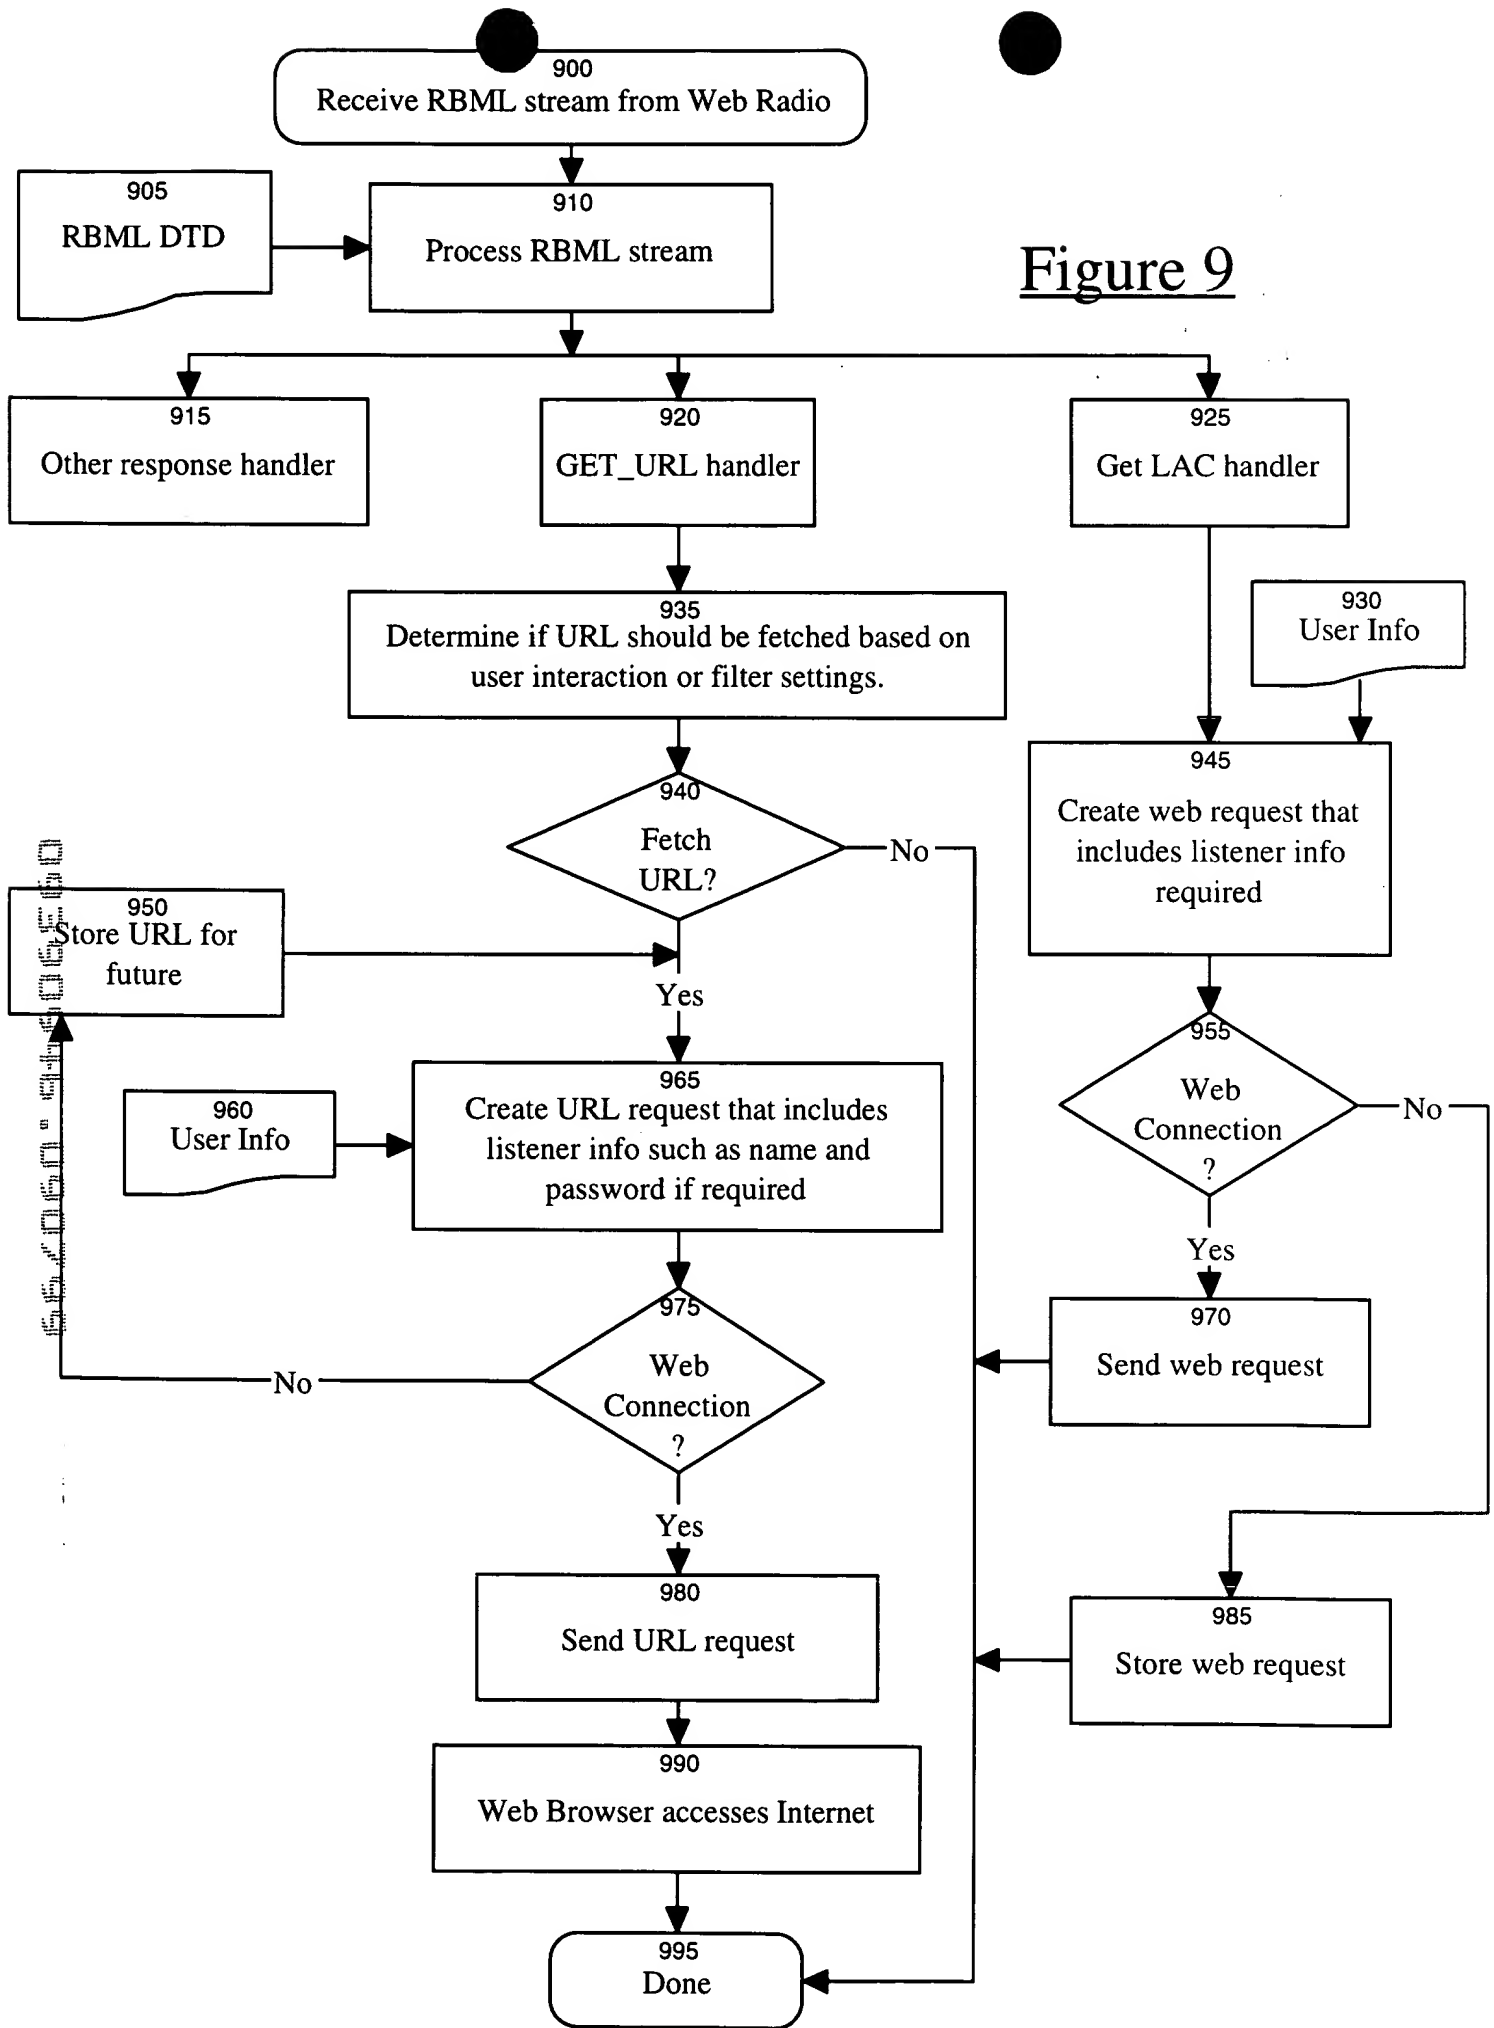 900
Receive RBML stream from Web Radio
905
RBML DTD
910
Process RBML stream
Figure 9
915
Other response handler
920
GET_URL handler
925
Get LAC handler
930
User Info
935
Determine if URL should be fetched based on
user interaction or filter settings.
940
Fetch
URL?
No
945
Create web request that
includes listener info
required
950
Store URL for
future
Yes
955
Web
Connection
?
No
960
User Info
965
Create URL request that includes
listener info such as name and
password if required
Yes
970
Send web request
975
Web
Connection
?
No
Yes
980
Send URL request
985
Store web request
990
Web Browser accesses Internet
995
Done